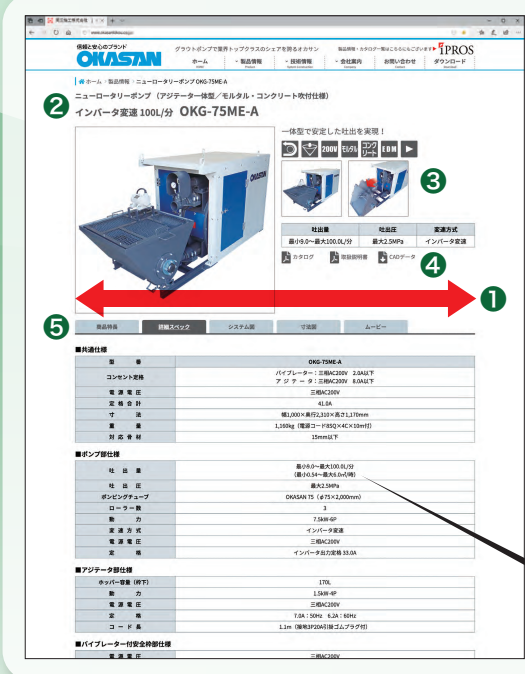 信頼と安心のブランド
OKASAN
グラウトポンプで業界トップクラスのシェアを誇るオカサン
製品情報・カタログ一覧はこちらにもございます▶ IPROS
ホーム 製品情報 技術情報 会社案内 お問い合わせ ダウンロード
ホーム > 製品情報 > ニューロータリーポンプ OKG-75ME-A
❷ ニューロータリーポンプ (アジテーター体型/モルタル・コンクリート吹付仕様)
インバータ変速 100L/分 OKG-75ME-A
一体型で安定した吐出を実現!
200V モルタル コンクリート EDM
❸
吐出量 吐出圧 変速方式
最小9.0~最大100.0L/分 最大2.5MPa インバータ変速
カタログ 取扱説明書 CADデータ ❹
❶
❺ 商品特長 詳細スペック システム図 寸法図 ムービー
■共通仕様
型 番 OKG-75ME-A
コンセント定格 バイブレーター:三相AC200V 2.0A以下
アジテータ:三相AC200V 8.0A以下
電源電圧 三相AC200V
定格合計 41.0A
寸 法 幅1,000×奥行2,310×高さ1,170mm
重 量 1,160kg (電源コード8SQ×4C×10m付)
対応骨材 15mm以下
■ポンプ部仕様
吐 出 量 最小9.0~最大100.0L/分
(最小0.54~最大6.0㎥/時)
吐 出 圧 最大2.5MPa
ポンピングチューブ OKASAN 75 (φ75×2,000mm)
ローラー数 3
動 力 7.5kW-6P
変速方式 インバータ変速
電源電圧 三相AC200V
定 格 インバータ出力定格 33.0A
■アジテータ部仕様
ホッパー容量 (枠下) 170L
動 力 1.5kW-4P
電源電圧 三相AC200V
定 格 7.0A:50Hz 6.2A:60Hz
コード長 1.1m (接地3P20A引掛ゴムプラグ付)
■バイブレーター付安全枠部仕様
電源電圧 三相AC200V